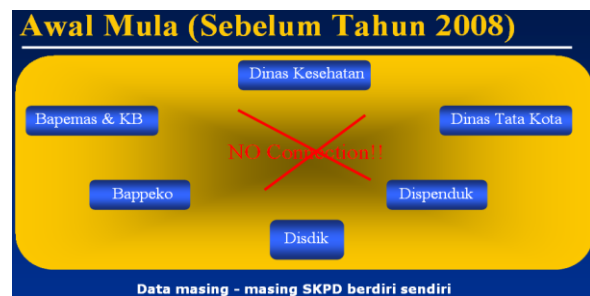 Awal Mula (Sebelum Tahun 2008)
Dinas Kesehatan
Bapemas & KB
Dinas Tata Kota
NO Connection!!
Bappeko
Dispenduk
Disdik
Data masing - masing SKPD berdiri sendiri